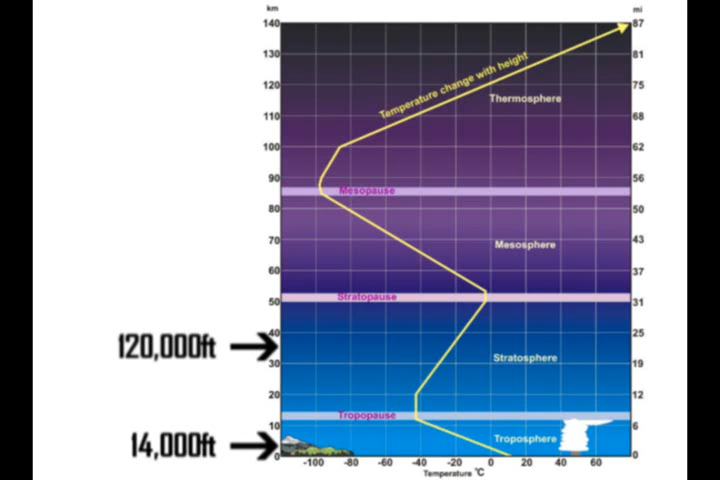 km
mi
140
87
130
81
Temperature change with height
120
75
Thermosphere
110
68
100
62
90
56
Mesopause
80
50
70
43
Mesosphere
60
37
Stratopause
50
31
40
25
120,000ft
Stratosphere
30
19
20
12
Tropopause
10
6
Troposphere
14,000ft
0
0
-100 -80 -60 -40 -20 0 20 40 60
Temperature °C